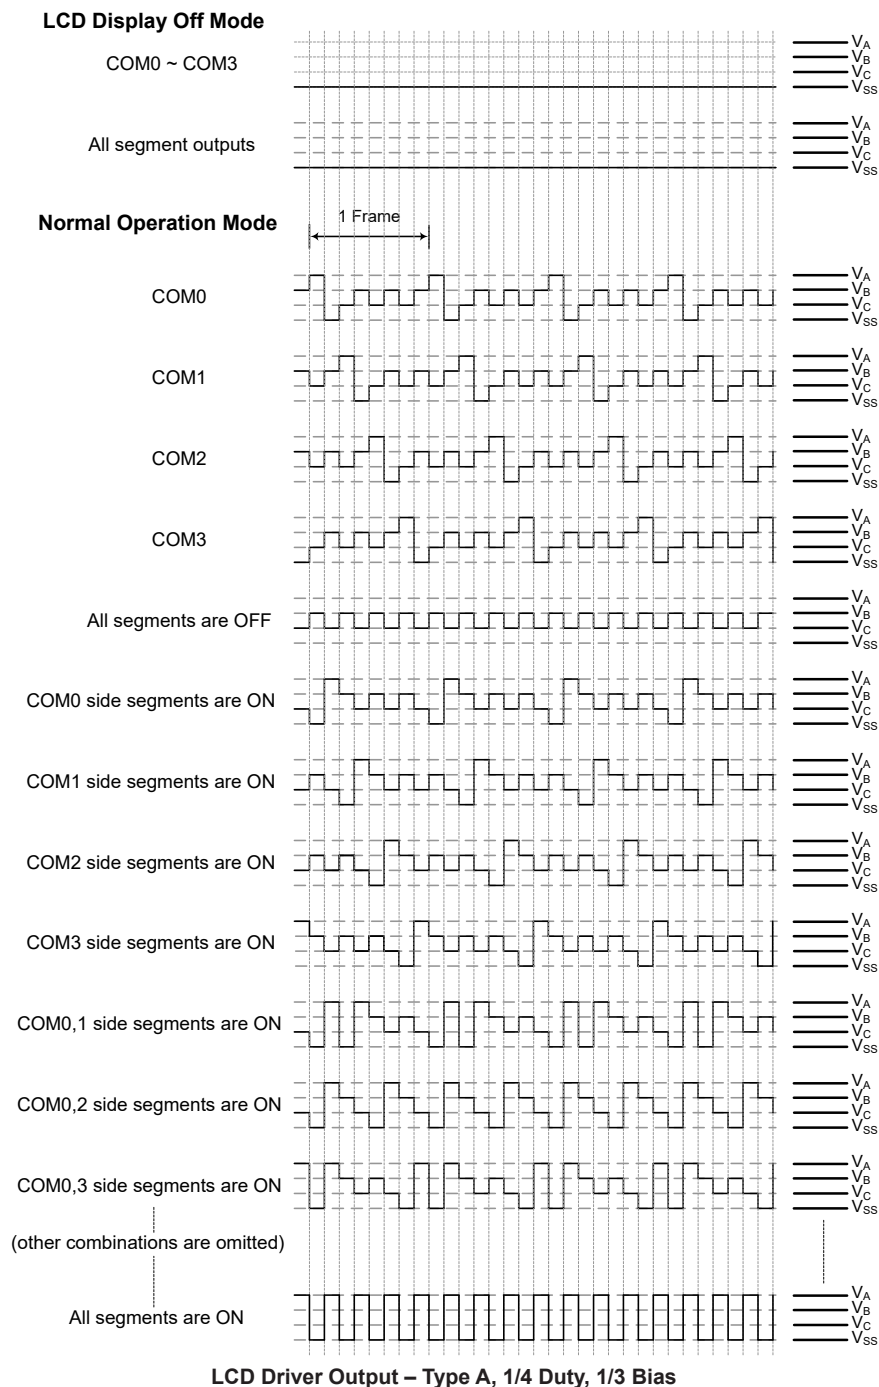 LCD Display Off Mode
COM0 ~ COM3
VA
VB
VC
VSS
All segment outputs
VA
VB
VC
VSS
Normal Operation Mode
1 Frame
COM0
VA
VB
VC
VSS
COM1
VA
VB
VC
VSS
COM2
VA
VB
VC
VSS
COM3
VA
VB
VC
VSS
All segments are OFF
VA
VB
VC
VSS
COM0 side segments are ON
VA
VB
VC
VSS
COM1 side segments are ON
VA
VB
VC
VSS
COM2 side segments are ON
VA
VB
VC
VSS
COM3 side segments are ON
VA
VB
VC
VSS
COM0,1 side segments are ON
VA
VB
VC
VSS
COM0,2 side segments are ON
VA
VB
VC
VSS
COM0,3 side segments are ON
VA
VB
VC
VSS
(other combinations are omitted)
All segments are ON
VA
VB
VC
VSS
LCD Driver Output – Type A, 1/4 Duty, 1/3 Bias